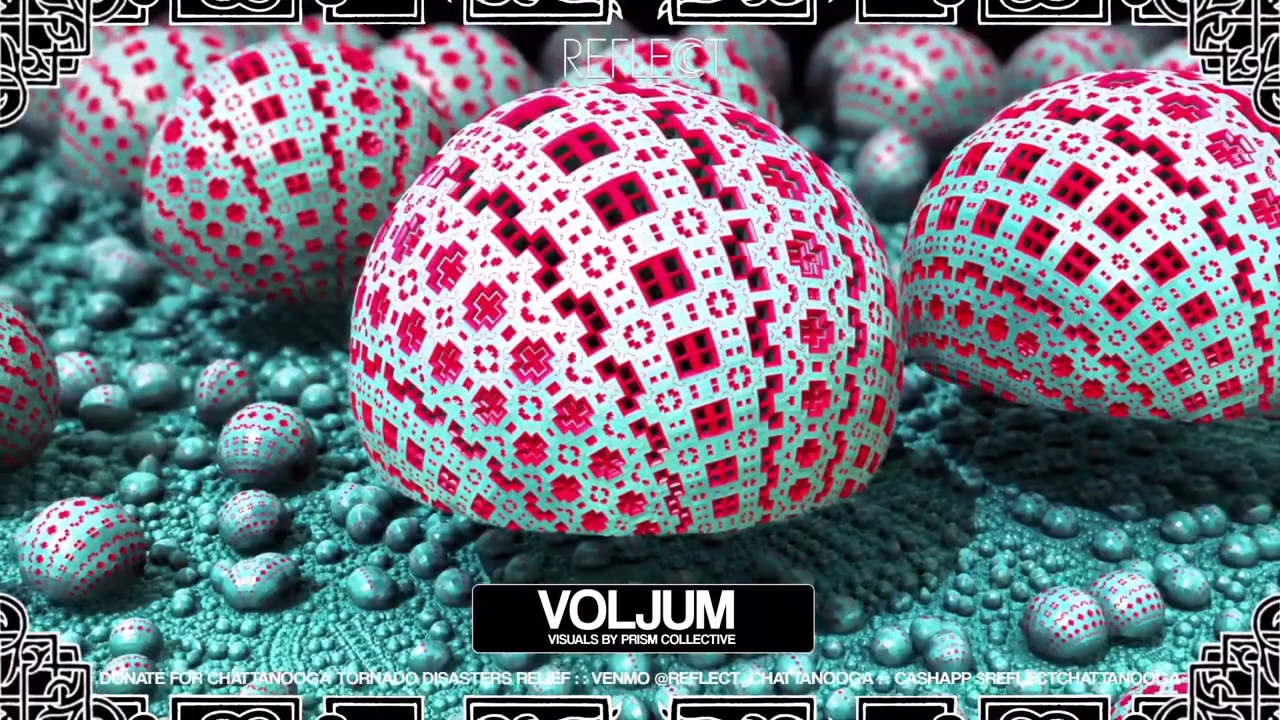 REFLECT
VOLJUM
VISUALS BY PRISM COLLECTIVE
DONATE FOR CHATTANOOGA TORNADO DISASTERS RELIEF : : VENMO @REFLECT_CHATTANOOGA : : CASHAPP $REFLECTCHATTANOOGA